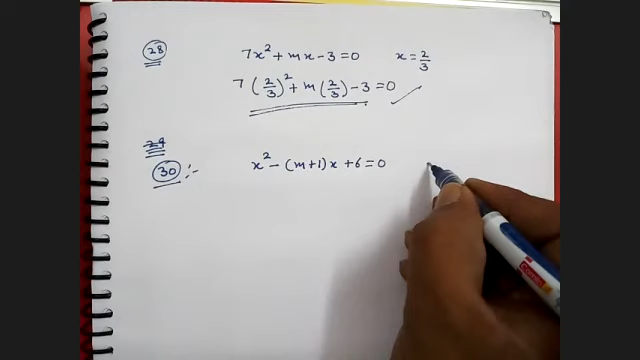 28 7x² + mx - 3 = 0 x = 2/3
7 (2/3)² + m (2/3) - 3 = 0 ✓
30 :- x² - (m+1)x + 6 = 0